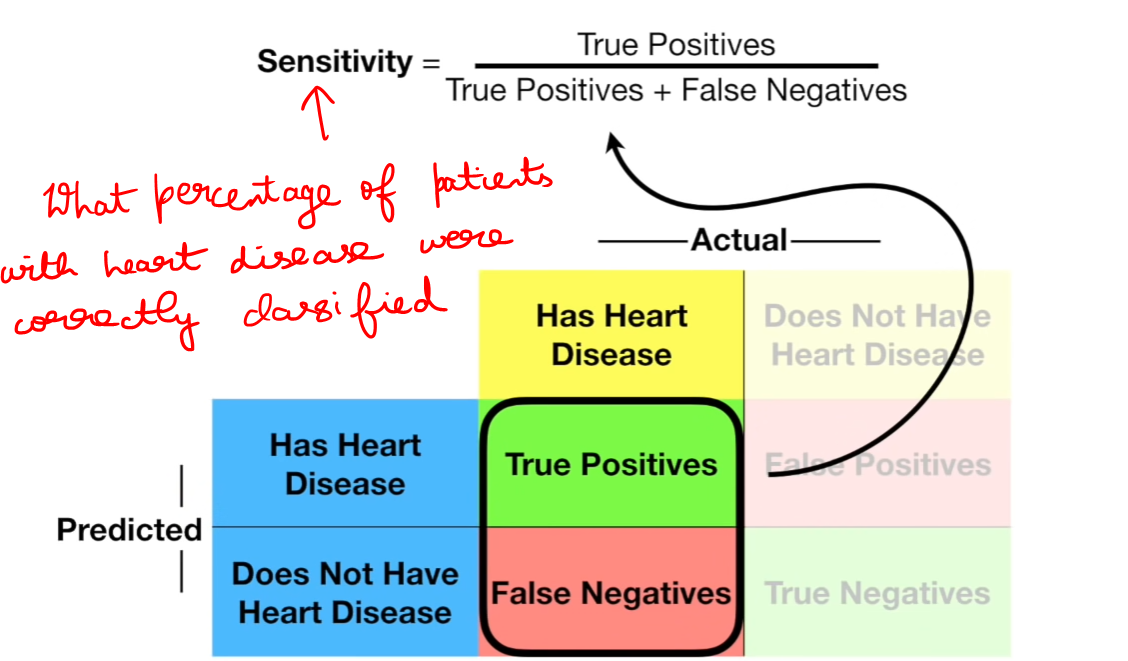 True Positives
Sensitivity =
True Positives + False Negatives
What percentage of patients
with heart disease were
correctly classified
Actual
Has Heart
Disease
Does Not Have
Heart Disease
Predicted
Has Heart
Disease
True Positives
False Positives
Does Not Have
Heart Disease
False Negatives
True Negatives